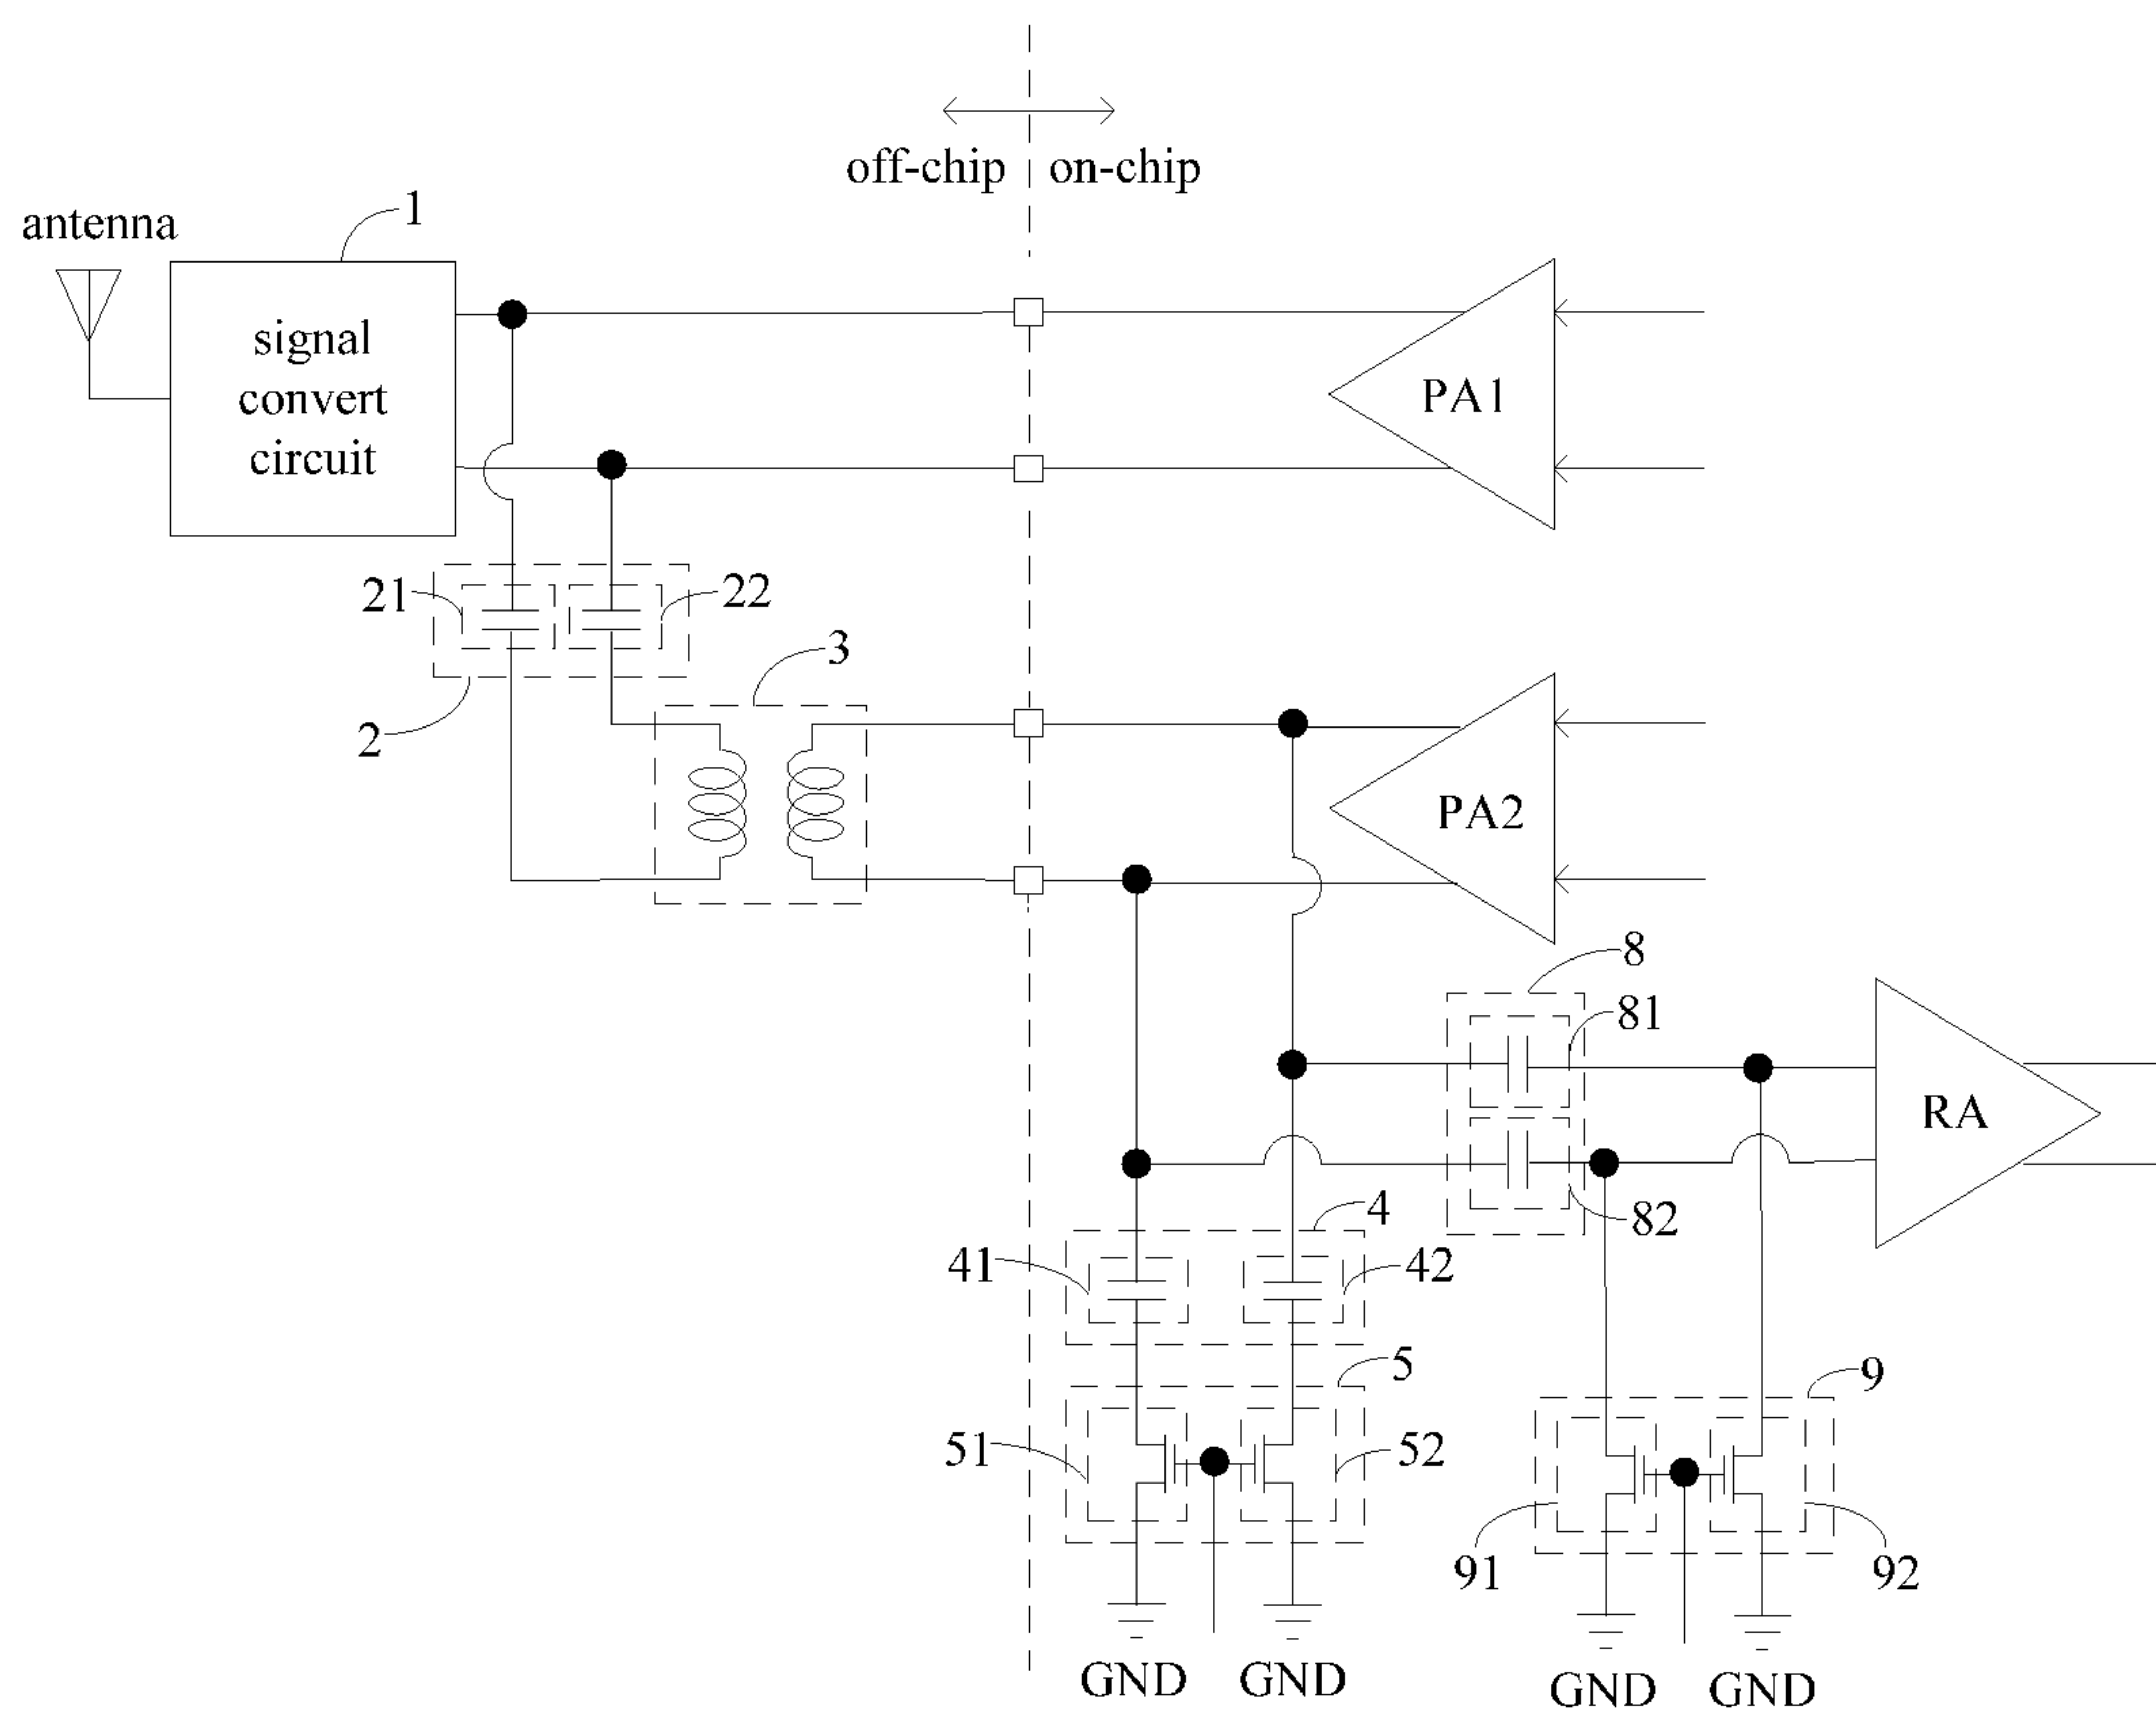 off-chip on-chip
antenna
1
signal
convert
circuit
PA1
21
22
3
2
PA2
8
81
RA
82
4
41
42
5
9
51
52
91
92
GND GND
GND GND